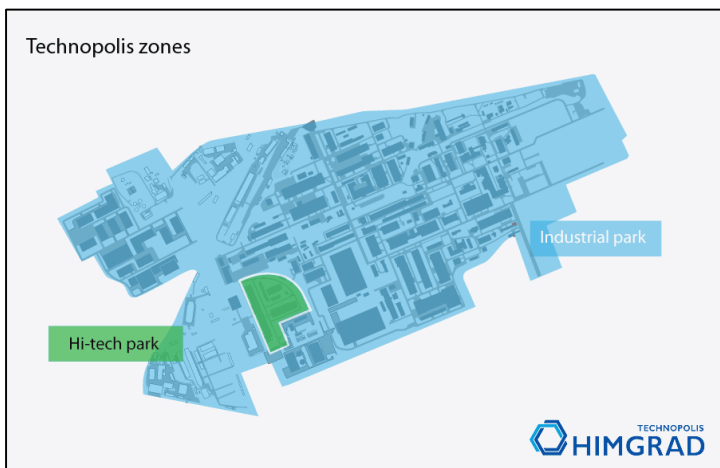 Technopolis zones
Industrial park
Hi-tech park
TECHNOPOLIS
HIMGRAD